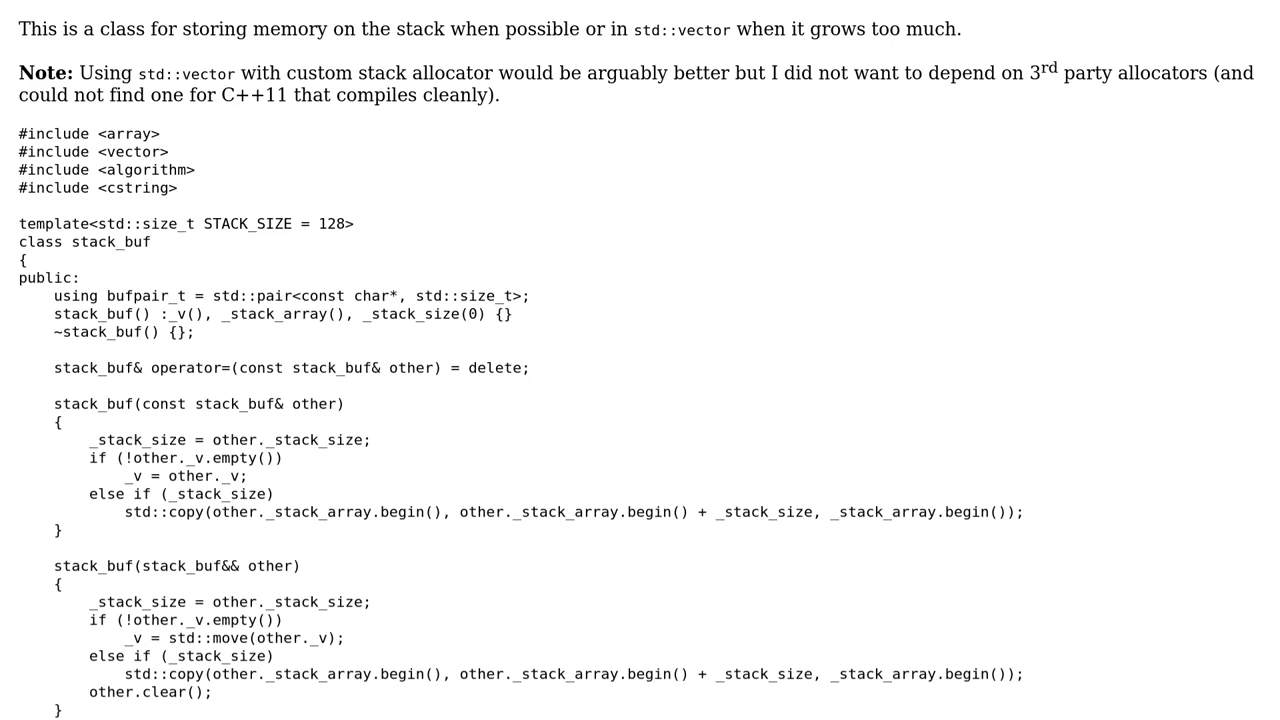 This is a class for storing memory on the stack when possible or in std::vector when it grows too much.
Note: Using std::vector with custom stack allocator would be arguably better but I did not want to depend on 3rd party allocators (and
could not find one for C++11 that compiles cleanly).
#include <array>
#include <vector>
#include <algorithm>
#include <cstring>
template<std::size_t STACK_SIZE = 128>
class stack_buf
{
public:
    using bufpair_t = std::pair<const char*, std::size_t>;
    stack_buf() :_v(), _stack_array(), _stack_size(0) {}
    ~stack_buf() {};
    stack_buf& operator=(const stack_buf& other) = delete;
    stack_buf(const stack_buf& other)
    {
        _stack_size = other._stack_size;
        if (!other._v.empty())
            _v = other._v;
        else if (_stack_size)
            std::copy(other._stack_array.begin(), other._stack_array.begin() + _stack_size, _stack_array.begin());
    }
    stack_buf(stack_buf&& other)
    {
        _stack_size = other._stack_size;
        if (!other._v.empty())
            _v = std::move(other._v);
        else if (_stack_size)
            std::copy(other._stack_array.begin(), other._stack_array.begin() + _stack_size, _stack_array.begin());
        other.clear();
    }